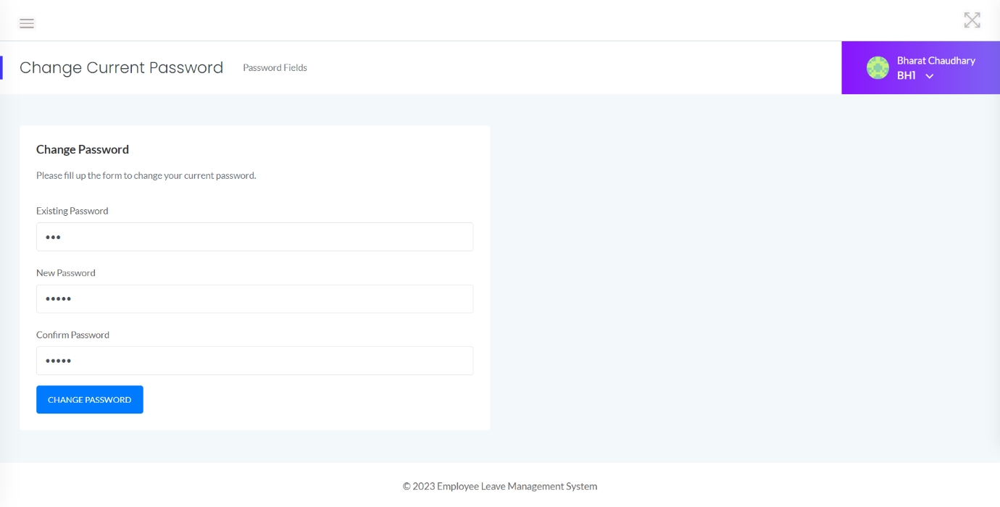 Change Current Password
Password Fields
Bharat Chaudhary
BH1
Change Password
Please fill up the form to change your current password.
Existing Password
•••
New Password
•••••
Confirm Password
•••••
CHANGE PASSWORD
© 2023 Employee Leave Management System